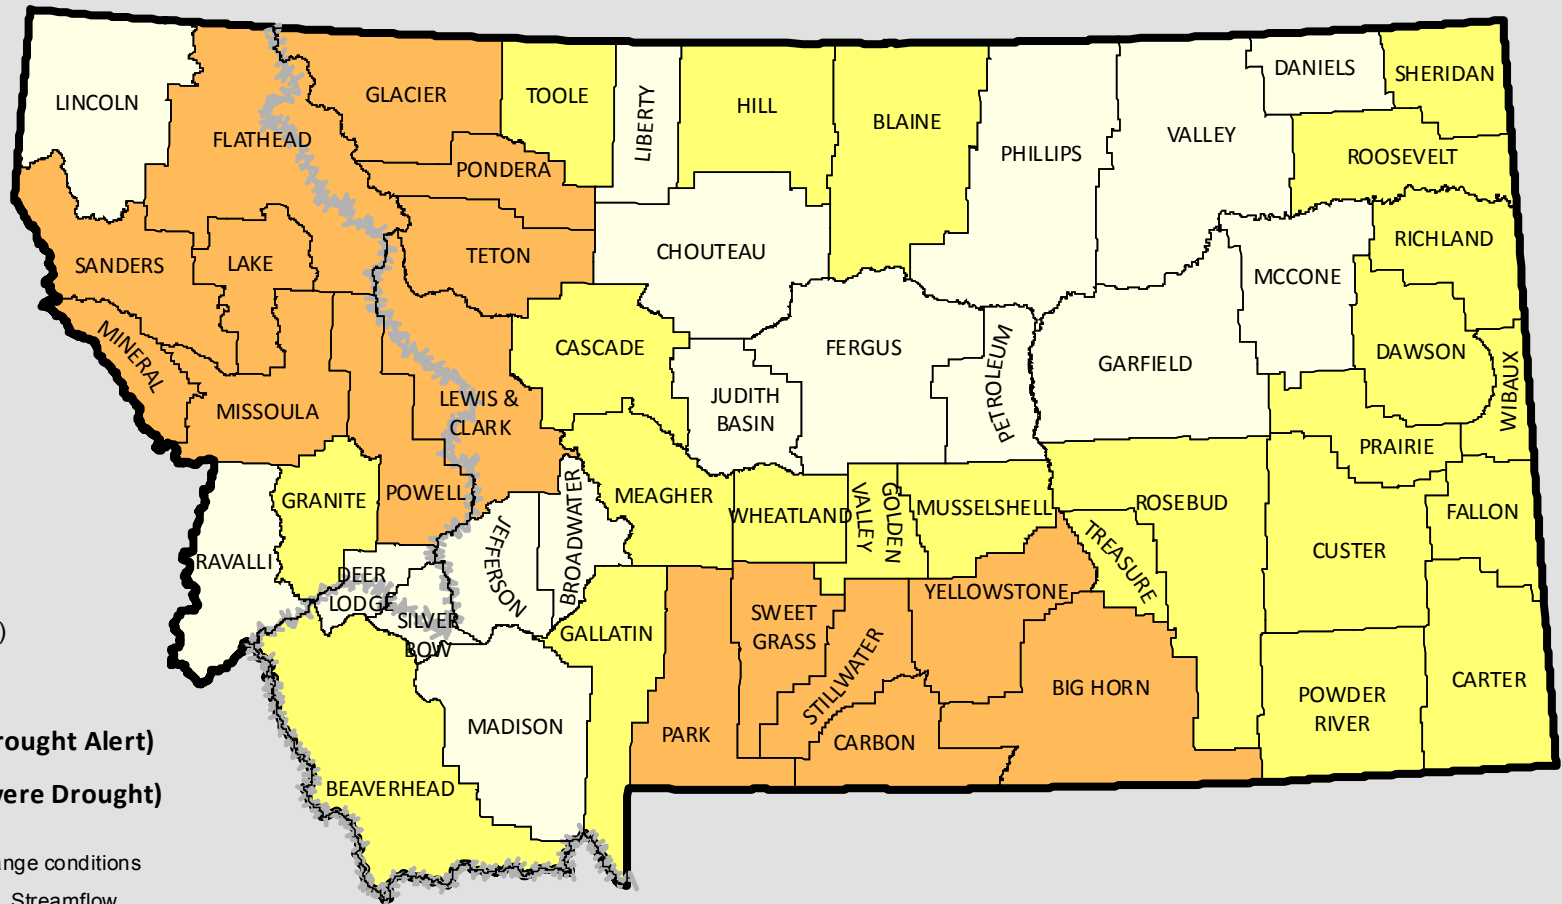 LINCOLN
FLATHEAD
GLACIER
TOOLE
LIBERTY
HILL
BLAINE
PHILLIPS
VALLEY
DANIELS
SHERIDAN
ROOSEVELT
PONDERA
TETON
CHOUTEAU
SANDERS
LAKE
RICHLAND
MCCONE
MINERAL
MISSOULA
LEWIS &
CLARK
CASCADE
JUDITH
BASIN
FERGUS
PETROLEUM
GARFIELD
DAWSON
WIBAUX
PRAIRIE
GRANITE
POWELL
MEAGHER
WHEATLAND
GOLDEN
VALLEY
MUSSELSHELL
ROSEBUD
TREASURE
CUSTER
FALLON
RAVALLI
DEER
LODGE
SILVER
BOW
JEFFERSON
BROADWATER
GALLATIN
SWEET
GRASS
STILLWATER
YELLOWSTONE
BIG HORN
POWDER
RIVER
CARTER
MADISON
PARK
CARBON
BEAVERHEAD
)
rought Alert)
vere Drought)
nge conditions
Streamflow